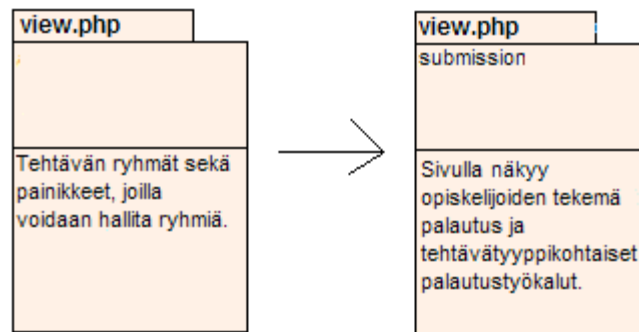 view.php
Tehtävän ryhmät sekä
painikkeet, joilla
voidaan hallita ryhmiä.
view.php
submission
Sivulla näkyy
opiskelijoiden tekemä
palautus ja
tehtävätyyppikohtaiset
palautustyökalut.